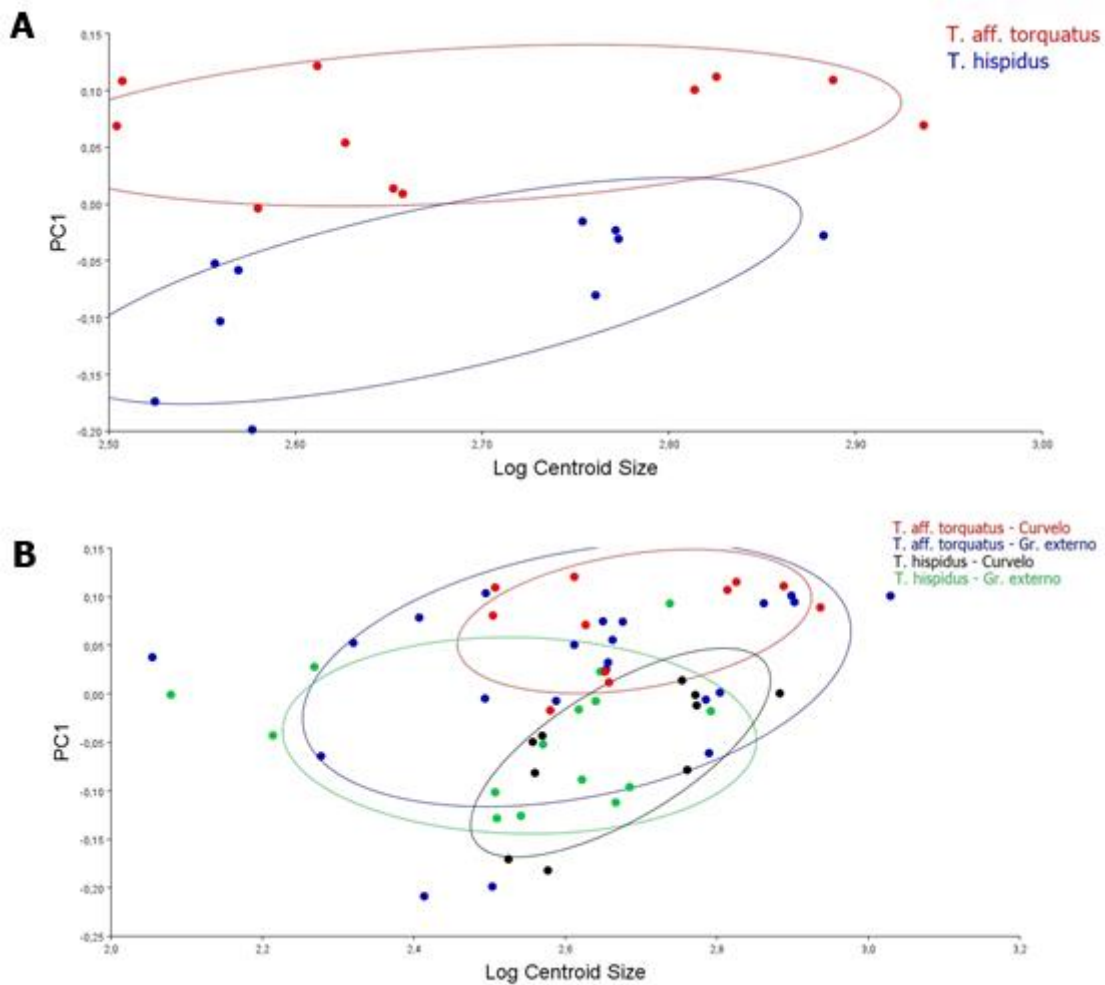 A
T. aff. torquatus
T. hispidus
0,15
0,10
0,05
0,00
-0,05
-0,10
-0,15
-0,20
PC1
2,50 2,60 2,70 2,80 2,90 3,00
Log Centroid Size
B
T. aff. torquatus - Curvelo
T. aff. torquatus - Gr. externo
T. hispidus - Curvelo
T. hispidus - Gr. externo
0,15
0,10
0,05
0,00
-0,05
-0,10
-0,15
-0,20
-0,25
PC1
2,0 2,2 2,4 2,6 2,8 3,0 3,2
Log Centroid Size